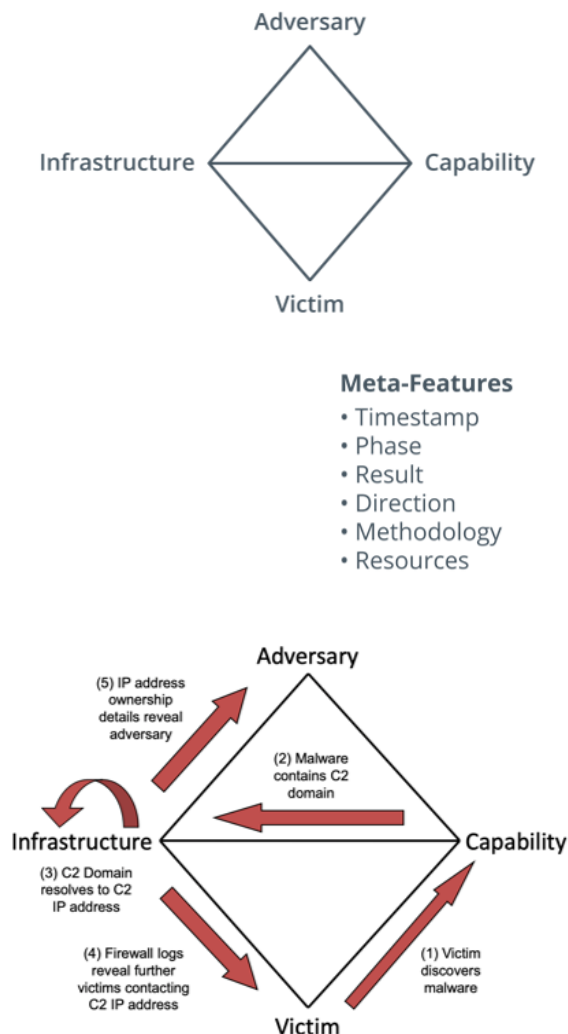 Adversary
Infrastructure
Capability
Victim
Meta-Features
• Timestamp
• Phase
• Result
• Direction
• Methodology
• Resources
Adversary
(5) IP address
ownership
details reveal
adversary
(2) Malware
contains C2
domain
Infrastructure
Capability
(3) C2 Domain
resolves to C2
IP address
(4) Firewall logs
reveal further
victims contacting
C2 IP address
(1) Victim
discovers
malware
Victim